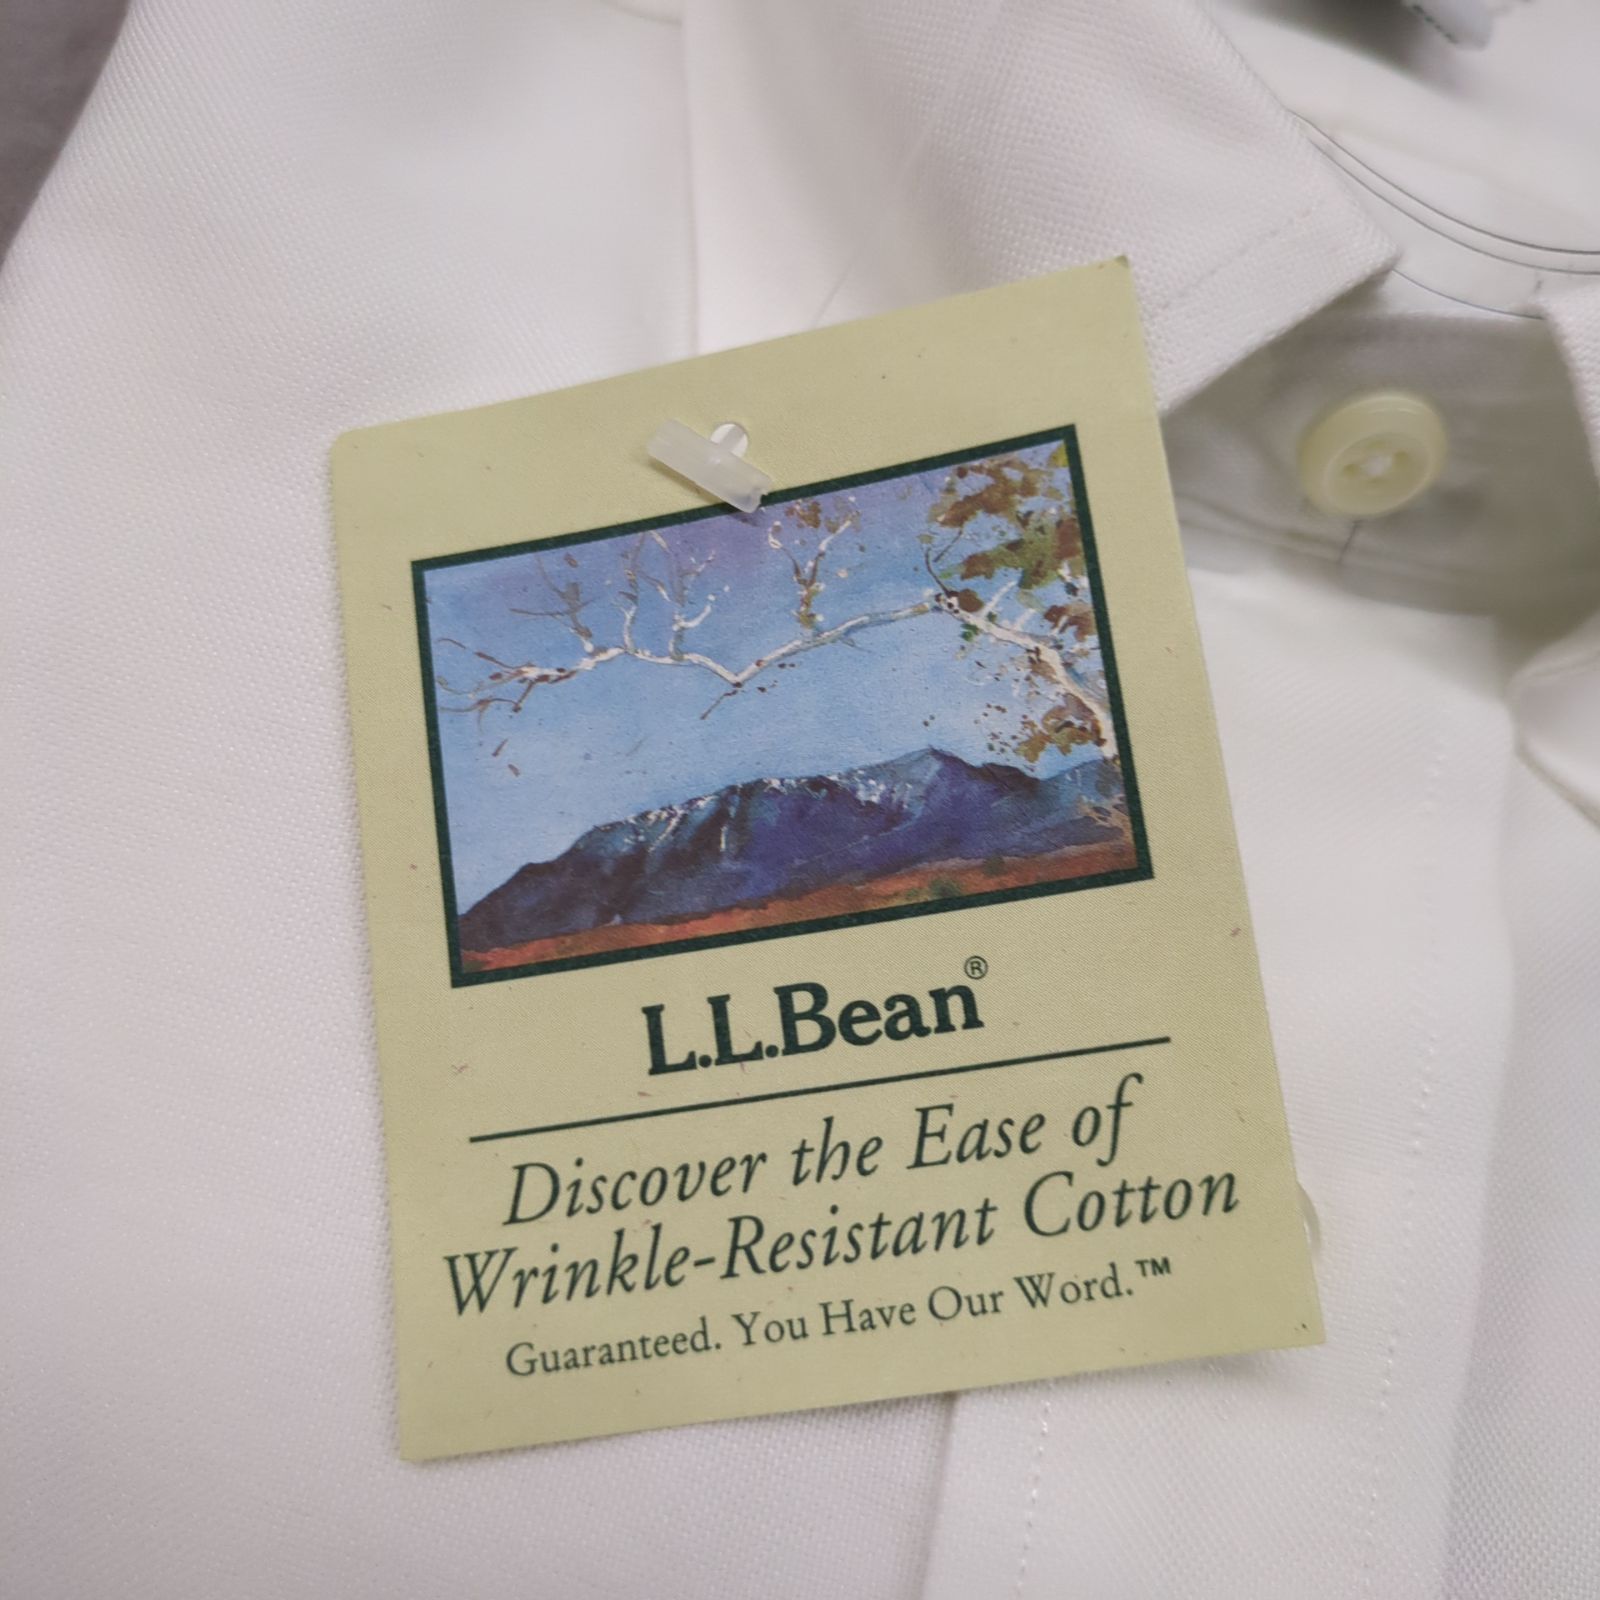 L.L.Bean®
Discover the Ease of
Wrinkle-Resistant Cotton
Guaranteed. You Have Our Word.™